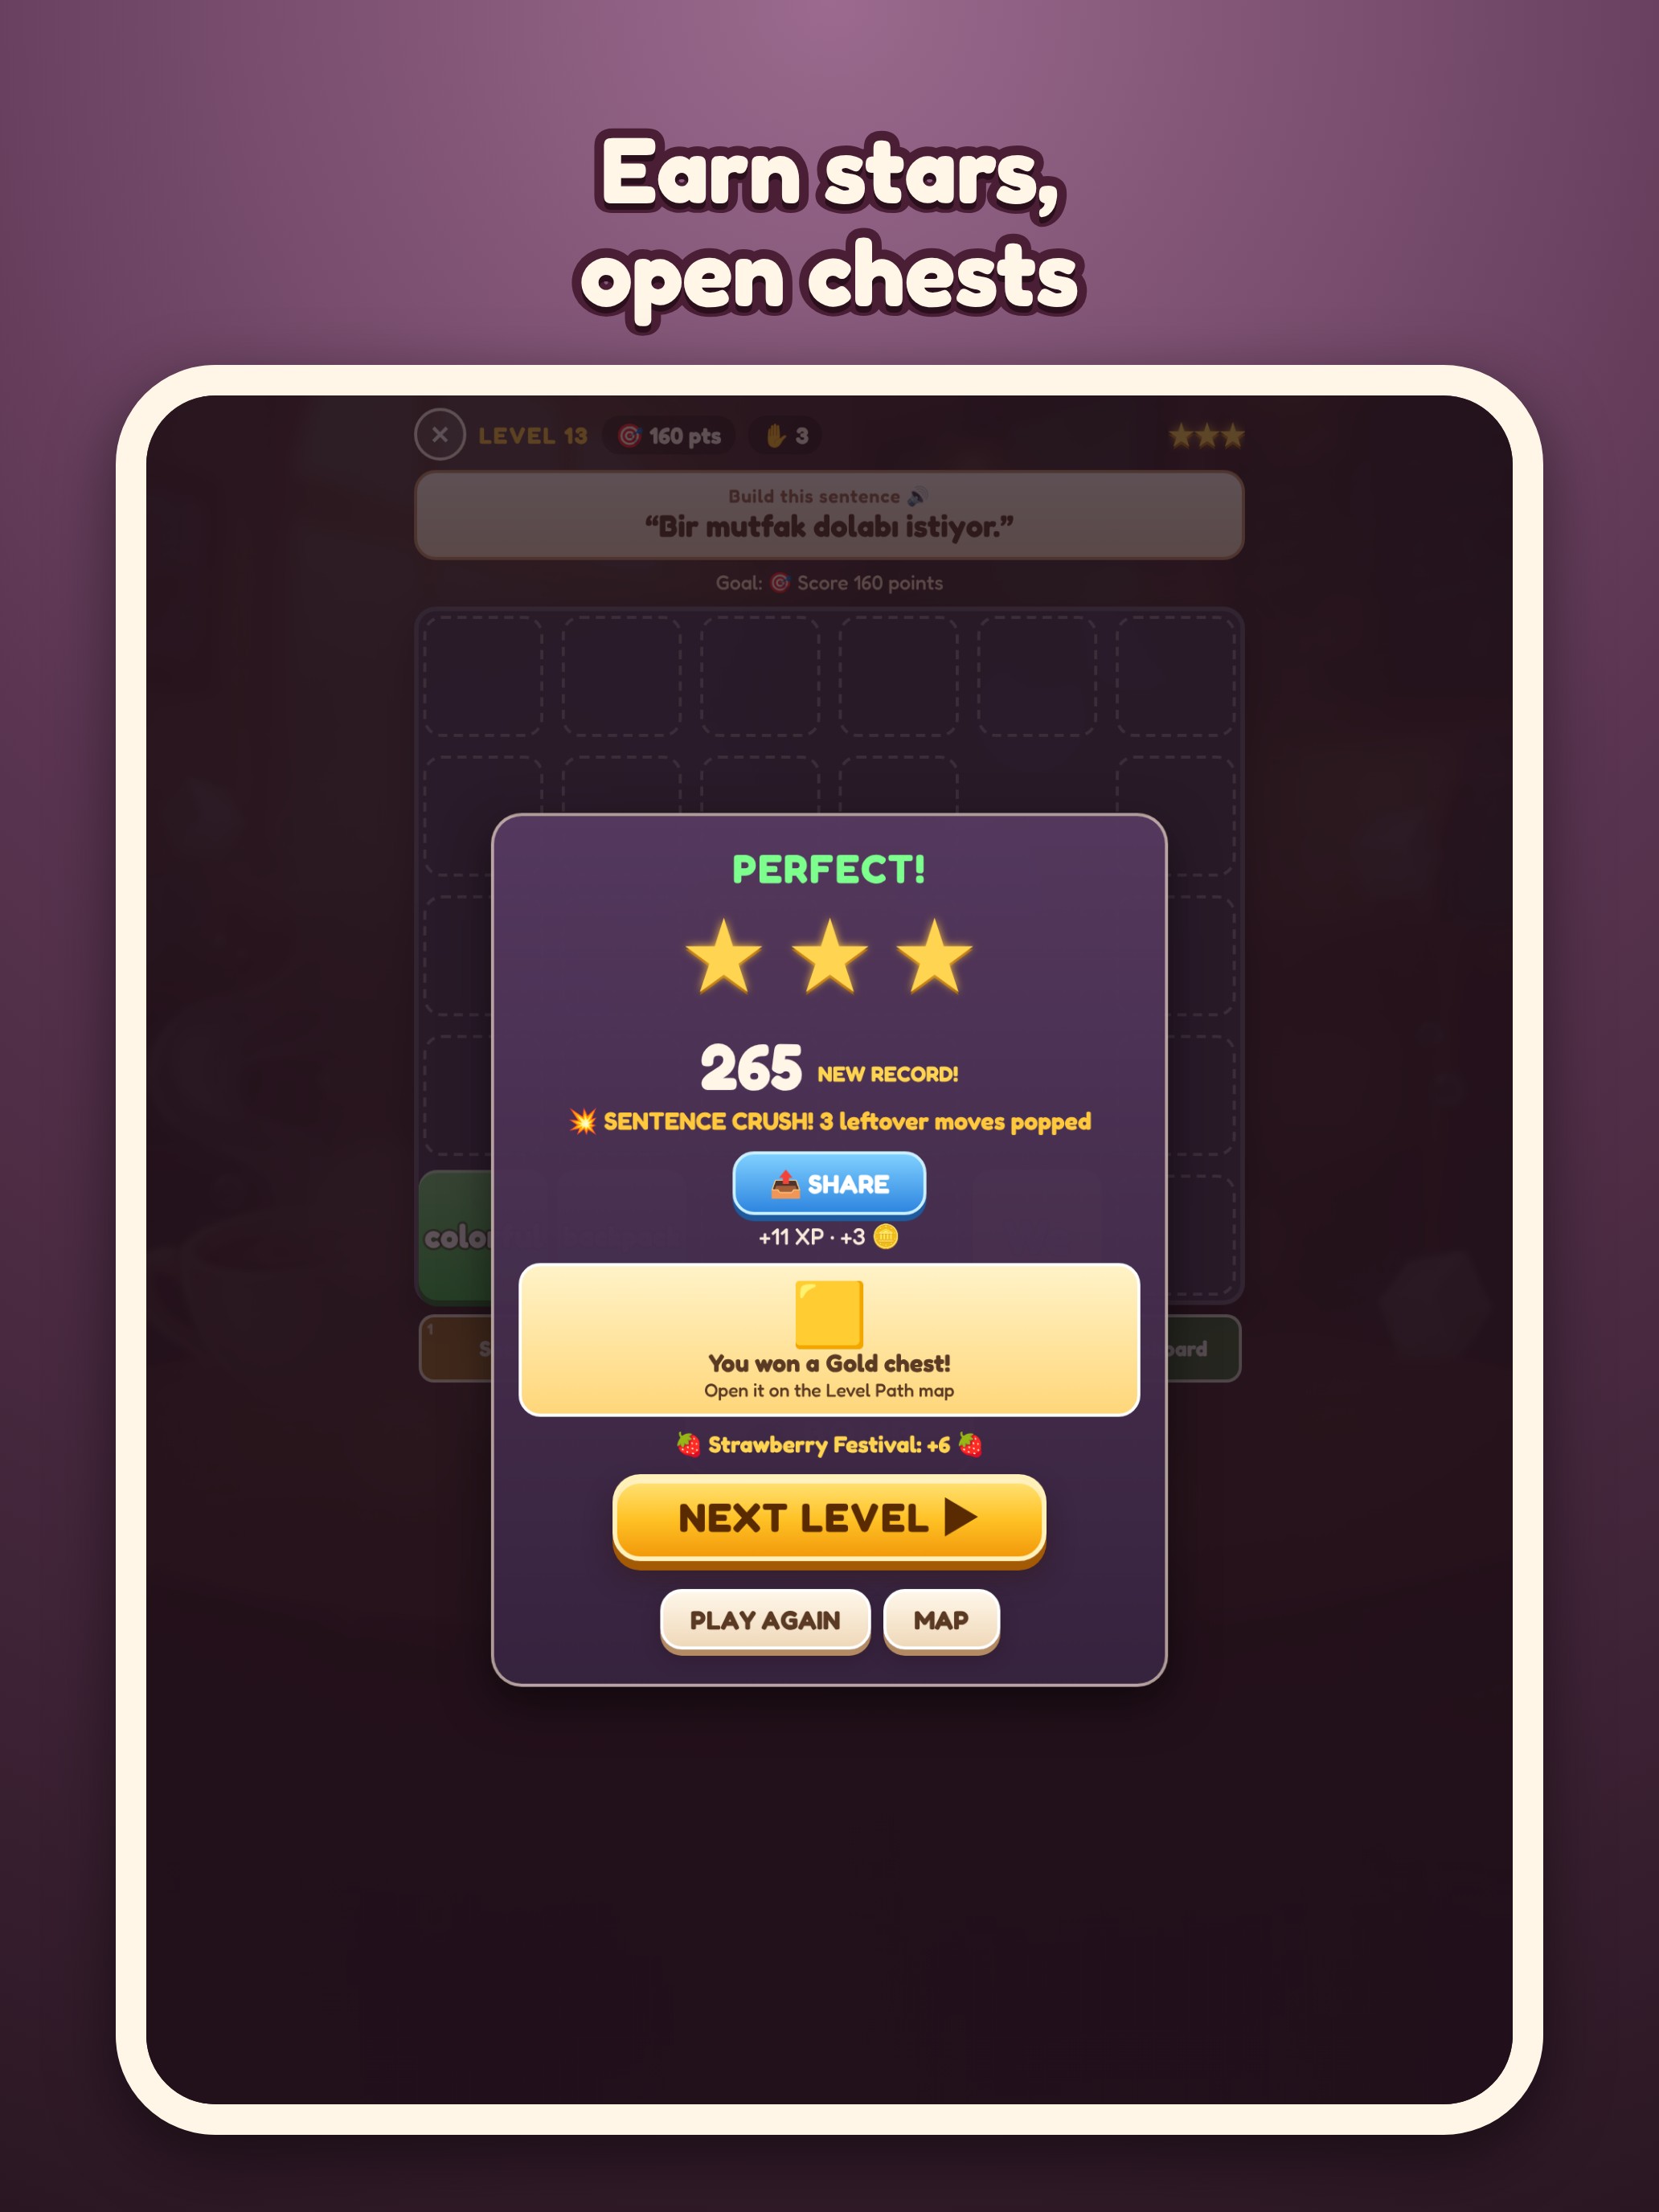 Earn stars,
open chests
× LEVEL 13 🎯 160 pts ✋ 3 ★★★
Build this sentence 🔊
“Bir mutfak dolabı istiyor.”
Goal: 🎯 Score 160 points
PERFECT!
265 NEW RECORD!
💥 SENTENCE CRUSH! 3 leftover moves popped
📤 SHARE
+11 XP · +3 🪙
You won a Gold chest!
Open it on the Level Path map
🍓 Strawberry Festival: +6 🍓
NEXT LEVEL ▶
PLAY AGAIN MAP